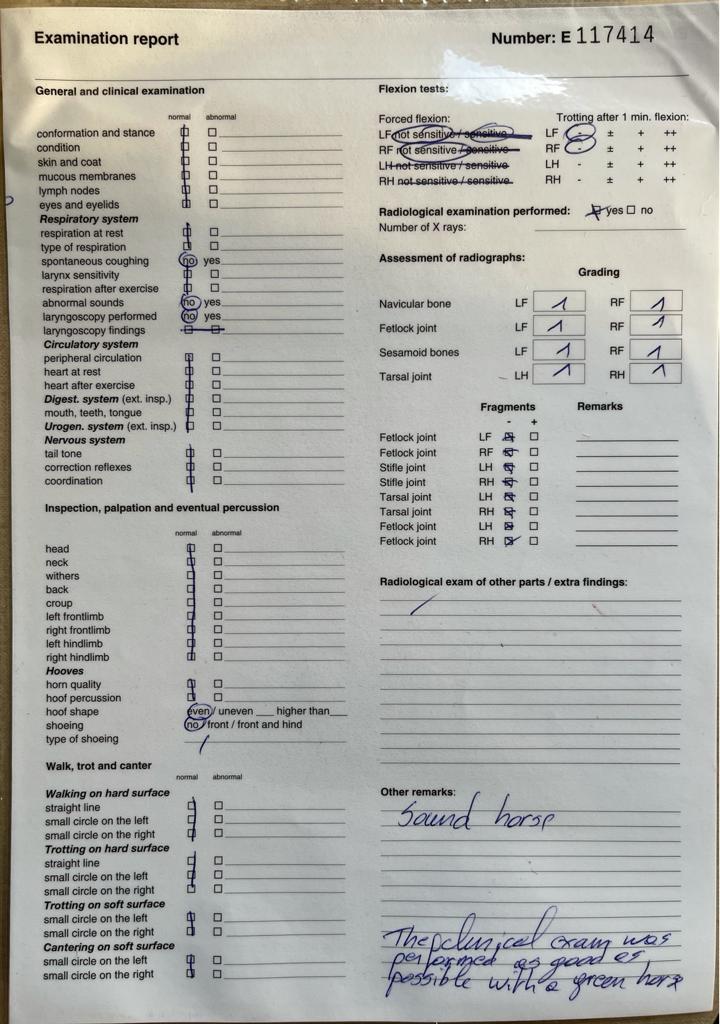 Examination report
Number: E 117414
General and clinical examination
normal abnormal
conformation and stance
condition
skin and coat
mucous membranes
lymph nodes
eyes and eyelids
Respiratory system
respiration at rest
type of respiration
spontaneous coughing no yes
larynx sensitivity
respiration after exercise
abnormal sounds no yes
laryngoscopy performed no yes
laryngoscopy findings
Circulatory system
peripheral circulation
heart at rest
heart after exercise
Digest. system (ext. insp.)
mouth, teeth, tongue
Urogen. system (ext. insp.)
Nervous system
tail tone
correction reflexes
coordination
Inspection, palpation and eventual percussion
normal abnormal
head
neck
withers
back
croup
left frontlimb
right frontlimb
left hindlimb
right hindlimb
Hooves
horn quality
hoof percussion
hoof shape even / uneven ___ higher than___
shoeing no / front / front and hind
type of shoeing /
Walk, trot and canter
normal abnormal
Walking on hard surface
straight line
small circle on the left
small circle on the right
Trotting on hard surface
straight line
small circle on the left
small circle on the right
Trotting on soft surface
small circle on the left
small circle on the right
Cantering on soft surface
small circle on the left
small circle on the right
Flexion tests:
Forced flexion: Trotting after 1 min. flexion:
LF not sensitive / sensitive LF - ± + ++
RF not sensitive / sensitive RF - ± + ++
LH not sensitive / sensitive LH - ± + ++
RH not sensitive / sensitive RH - ± + ++
Radiological examination performed: yes no
Number of X rays:
Assessment of radiographs:
Grading
Navicular bone LF 1 RF 1
Fetlock joint LF 1 RF 1
Sesamoid bones LF 1 RF 1
Tarsal joint LH 1 RH 1
Fragments Remarks
- +
Fetlock joint LF
Fetlock joint RF
Stifle joint LH
Stifle joint RH
Tarsal joint LH
Tarsal joint RH
Fetlock joint LH
Fetlock joint RH
Radiological exam of other parts / extra findings:
/
Other remarks:
Sound horse
The clinical exam was
performed as good as
possible with a green horse